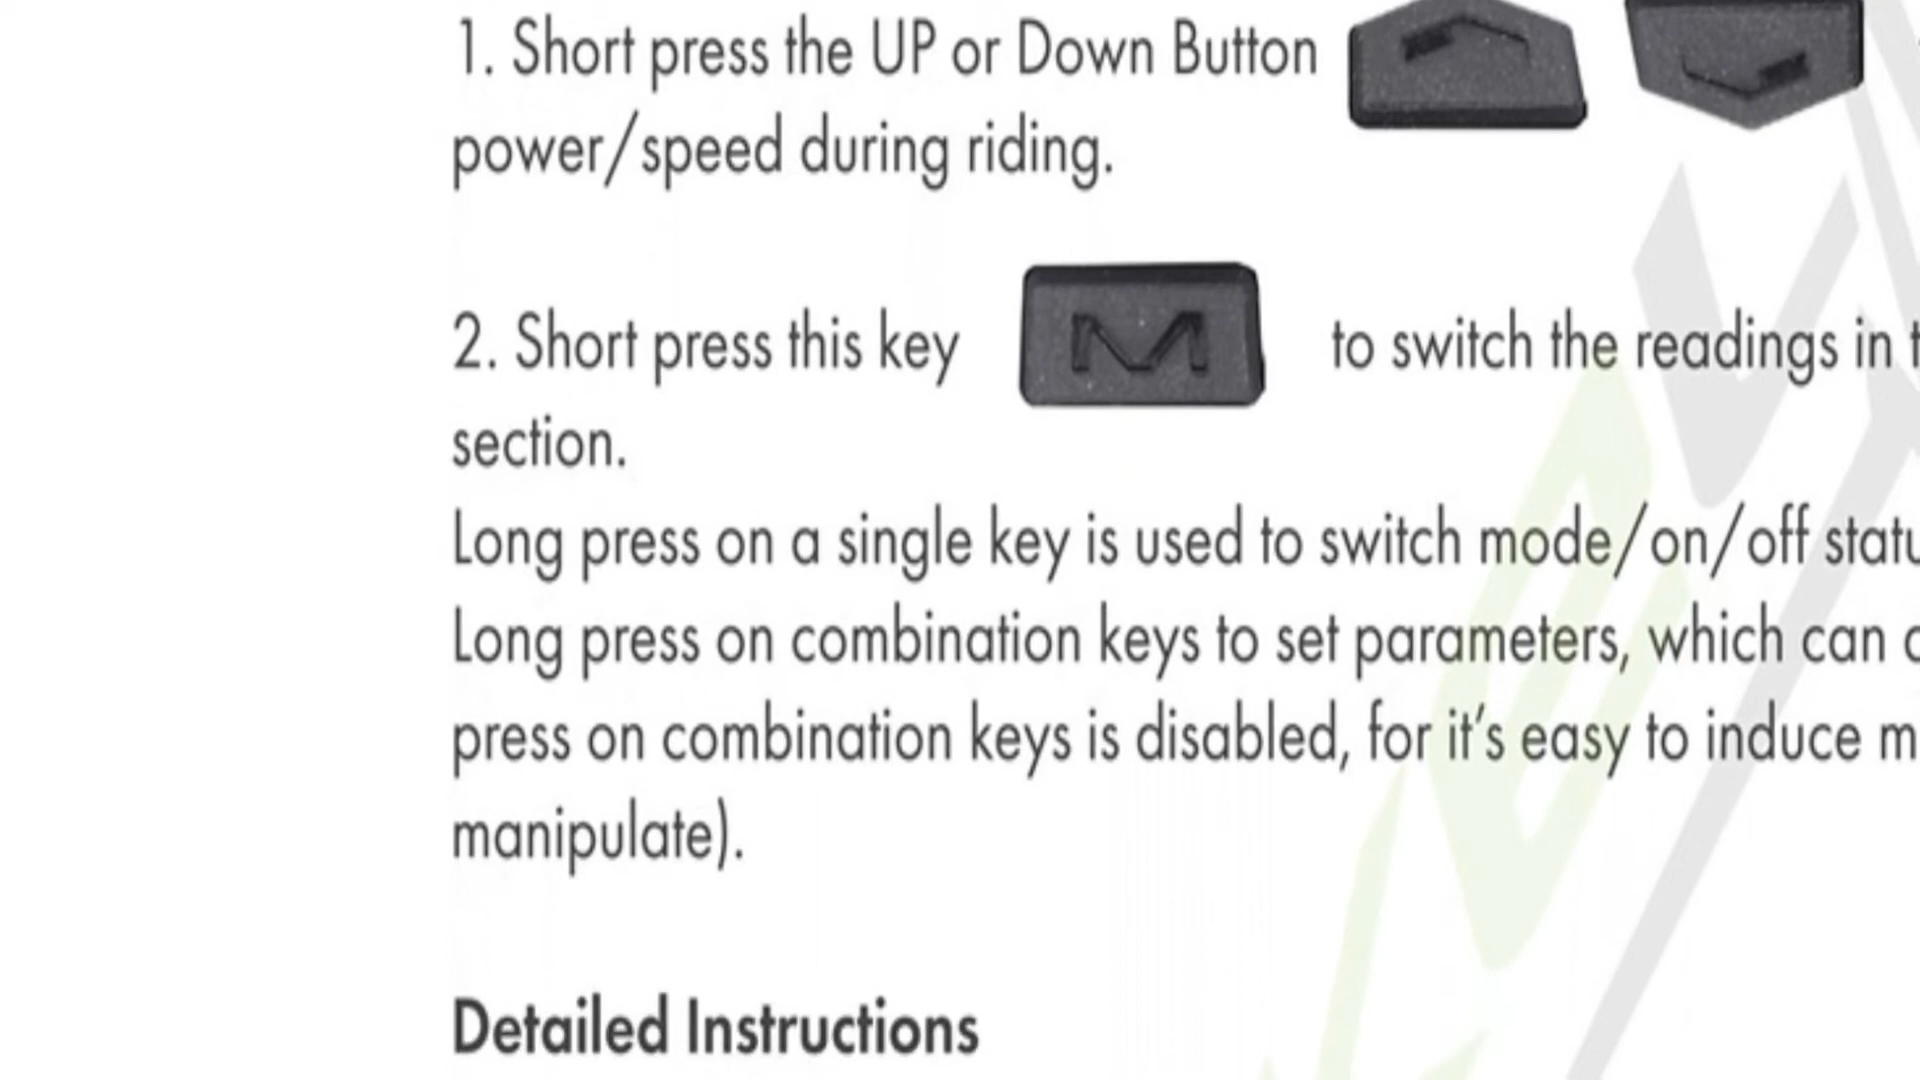 1. Short press the UP or Down Button
power/speed during riding.
2. Short press this key M to switch the readings in
section.
Long press on a single key is used to switch mode/on/off
Long press on combination keys to set parameters, which can
press on combination keys is disabled, for it's easy to induce
manipulate).
Detailed Instructions